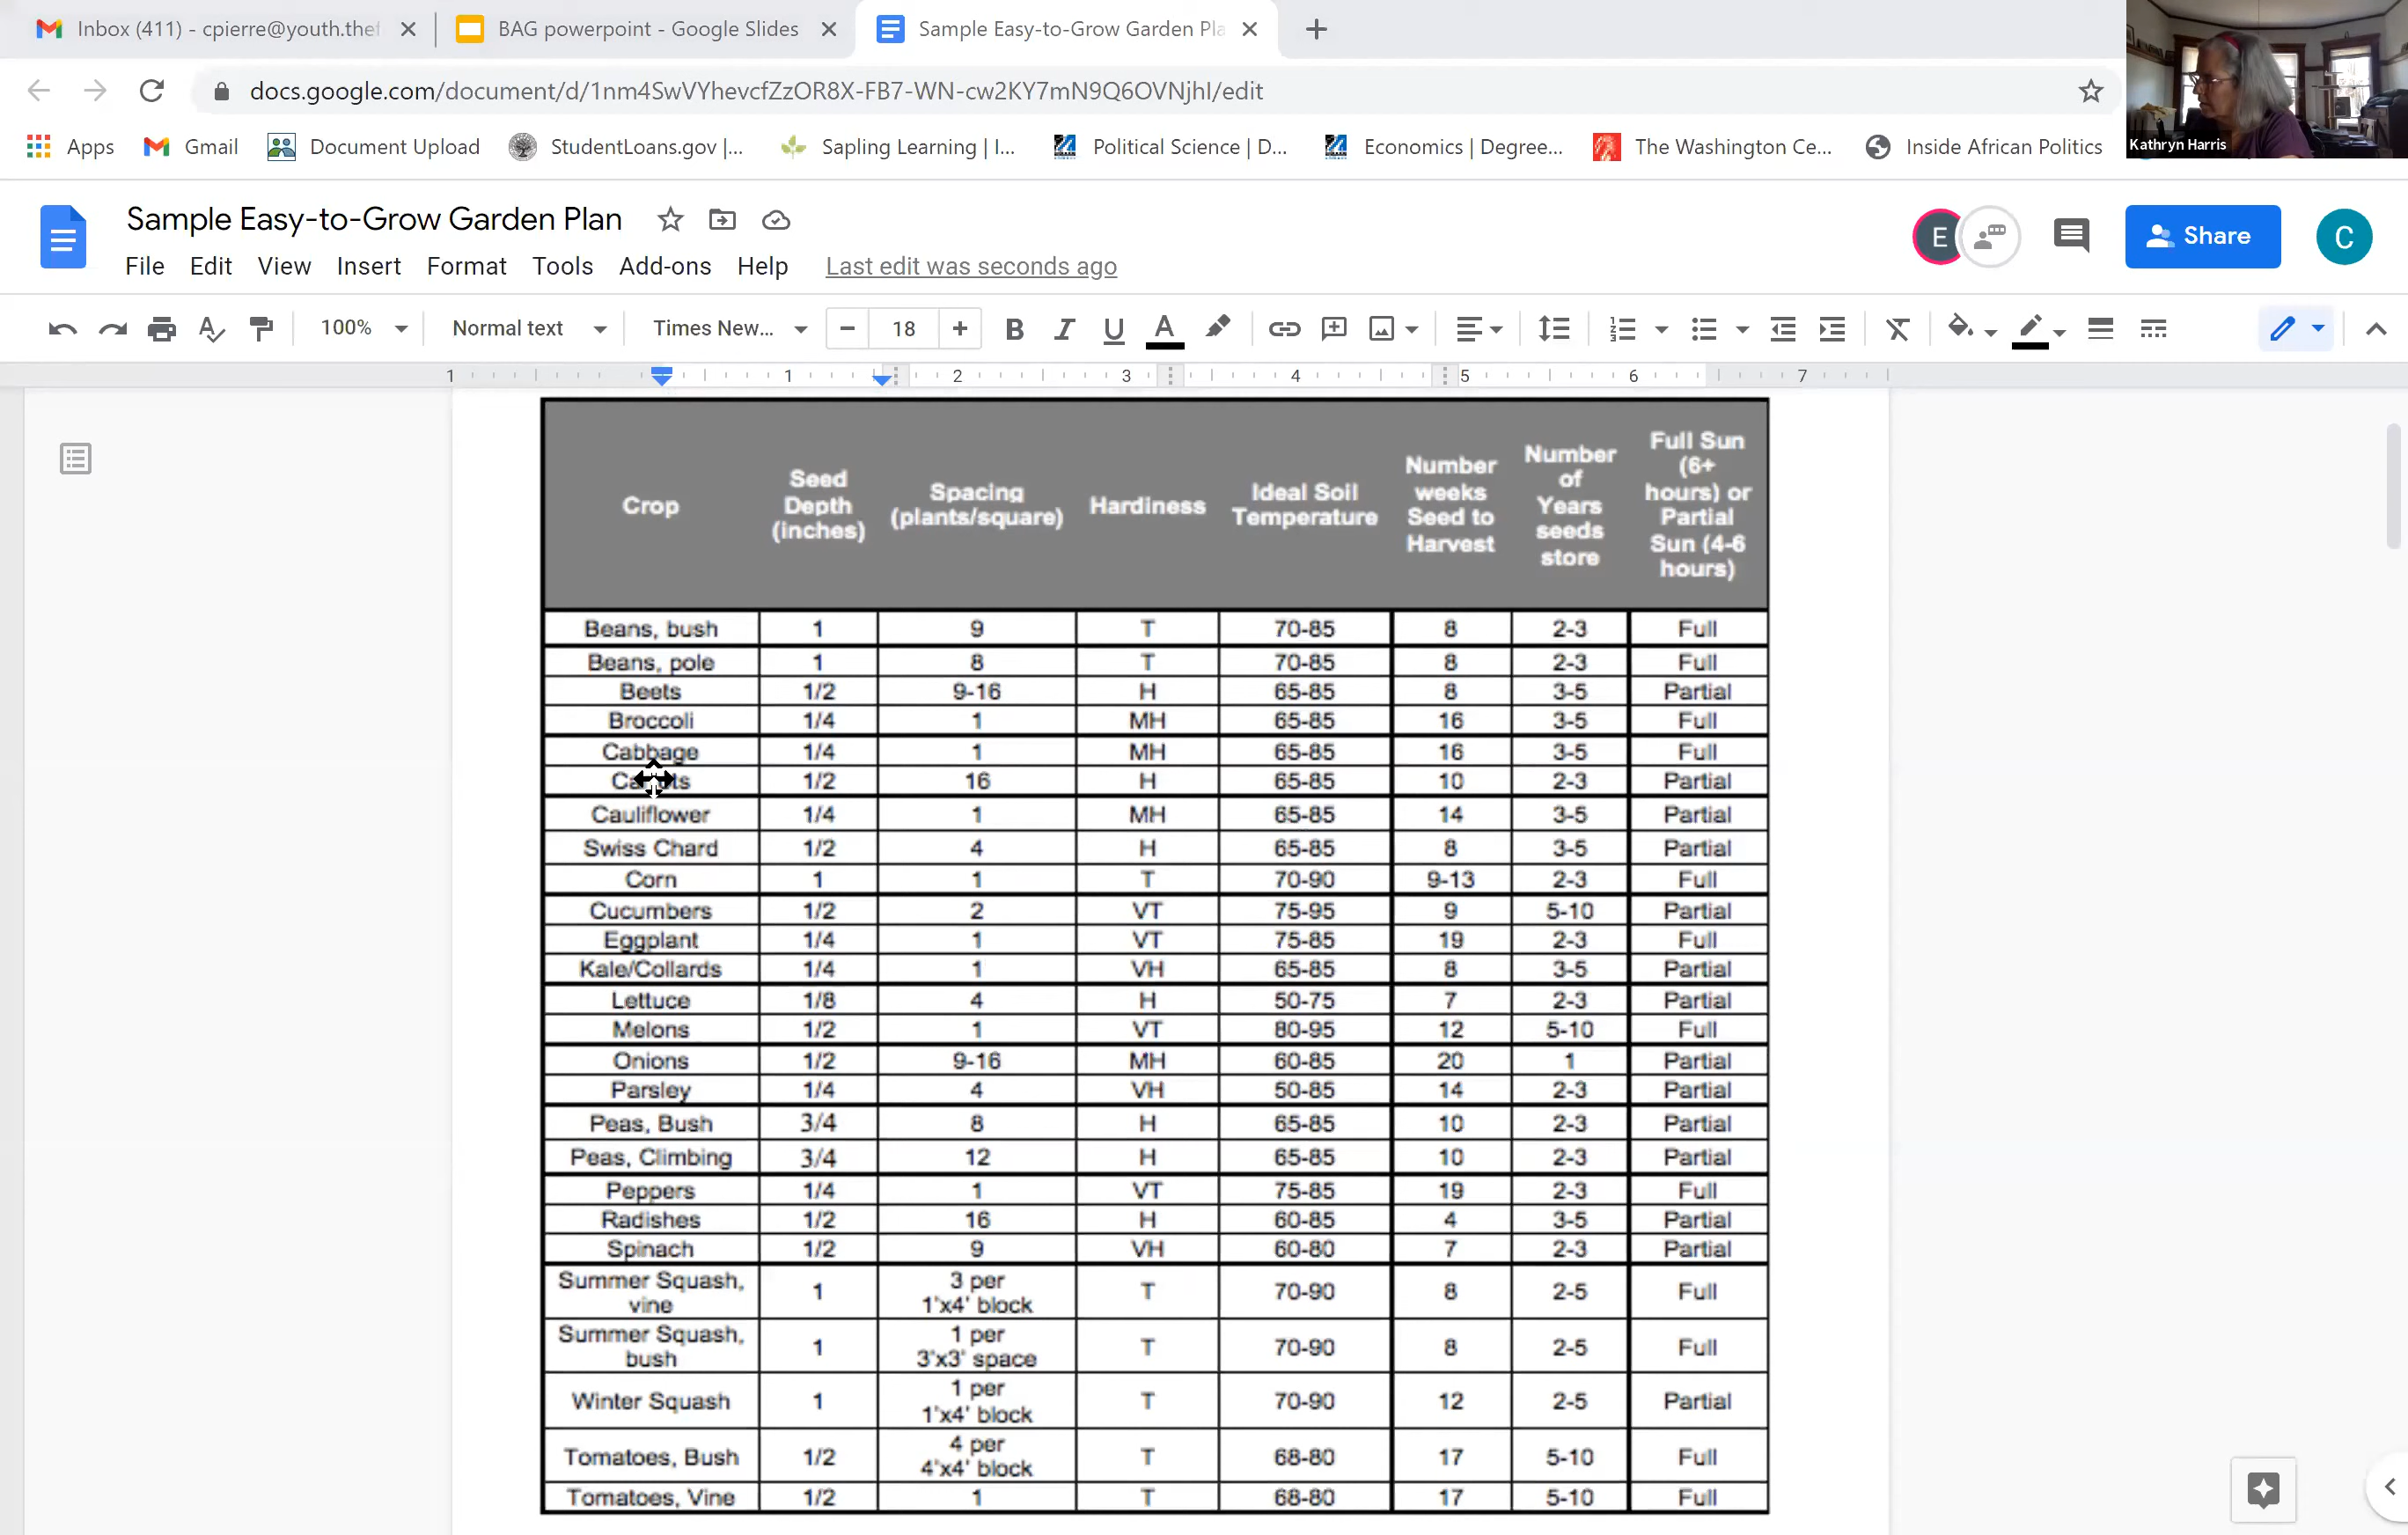 Inbox (411) - cpierre@youth.thef
BAG powerpoint - Google Slides
Sample Easy-to-Grow Garden Pla
docs.google.com/document/d/1nm4SwVYhevcfZzOR8X-FB7-WN-cw2KY7mN9Q6OVNjhI/edit
Apps Gmail Document Upload StudentLoans.gov |... Sapling Learning | I... Political Science | D... Economics | Degree... The Washington Ce... Inside African Politics
Kathryn Harris
Sample Easy-to-Grow Garden Plan
File Edit View Insert Format Tools Add-ons Help Last edit was seconds ago
E Share C
100% Normal text Times New... 18 B I U A
1 1 2 3 4 5 6 7
Crop Seed Depth (inches) Spacing (plants/square) Hardiness Ideal Soil Temperature Number weeks Seed to Harvest Number of Years seeds store Full Sun (6+ hours) or Partial Sun (4-6 hours)
Beans, bush 1 9 T 70-85 8 2-3 Full
Beans, pole 1 8 T 70-85 8 2-3 Full
Beets 1/2 9-16 H 65-85 8 3-5 Partial
Broccoli 1/4 1 MH 65-85 16 3-5 Full
Cabbage 1/4 1 MH 65-85 16 3-5 Full
1/2 16 H 65-85 10 2-3 Partial
Cauliflower 1/4 1 MH 65-85 14 3-5 Partial
Swiss Chard 1/2 4 H 65-85 8 3-5 Partial
Corn 1 1 T 70-90 9-13 2-3 Full
Cucumbers 1/2 2 VT 75-95 9 5-10 Partial
Eggplant 1/4 1 VT 75-85 19 2-3 Full
Kale/Collards 1/4 1 VH 65-85 8 3-5 Partial
Lettuce 1/8 4 H 50-75 7 2-3 Partial
Melons 1/2 1 VT 80-95 12 5-10 Full
Onions 1/2 9-16 MH 60-85 20 1 Partial
Parsley 1/4 4 VH 50-85 14 2-3 Partial
Peas, Bush 3/4 8 H 65-85 10 2-3 Partial
Peas, Climbing 3/4 12 H 65-85 10 2-3 Partial
Peppers 1/4 1 VT 75-85 19 2-3 Full
Radishes 1/2 16 H 60-85 4 3-5 Partial
Spinach 1/2 9 VH 60-80 7 2-3 Partial
Summer Squash, vine 1 3 per 1'x4' block T 70-90 8 2-5 Full
Summer Squash, bush 1 1 per 3'x3' space T 70-90 8 2-5 Full
Winter Squash 1 1 per 1'x4' block T 70-90 12 2-5 Partial
Tomatoes, Bush 1/2 4 per 4'x4' block T 68-80 17 5-10 Full
Tomatoes, Vine 1/2 1 T 68-80 17 5-10 Full